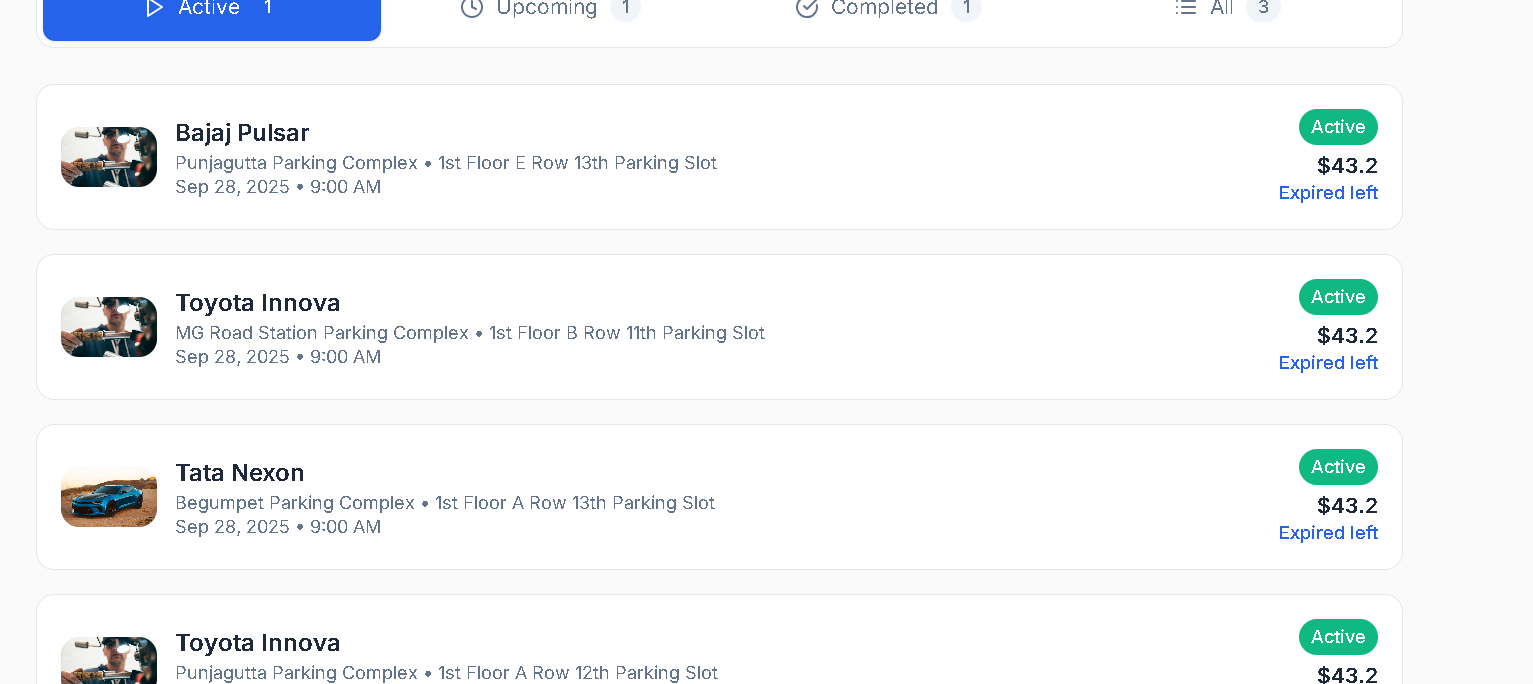 Active 1 Upcoming 1 Completed 1 All 3
Bajaj Pulsar
Punjagutta Parking Complex • 1st Floor E Row 13th Parking Slot
Sep 28, 2025 • 9:00 AM
Active
$43.2
Expired left
Toyota Innova
MG Road Station Parking Complex • 1st Floor B Row 11th Parking Slot
Sep 28, 2025 • 9:00 AM
Active
$43.2
Expired left
Tata Nexon
Begumpet Parking Complex • 1st Floor A Row 13th Parking Slot
Sep 28, 2025 • 9:00 AM
Active
$43.2
Expired left
Toyota Innova
Punjagutta Parking Complex • 1st Floor A Row 12th Parking Slot
Active
$43.2